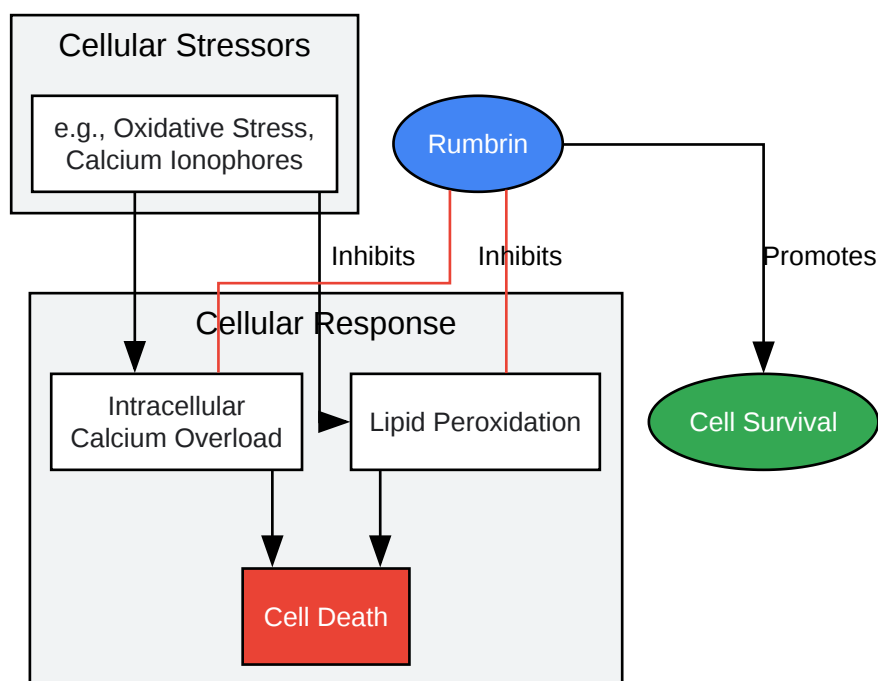 Cellular Stressors
e.g., Oxidative Stress,
Calcium Ionophores
Rumbrin
Inhibits
Inhibits
Promotes
Cellular Response
Intracellular
Calcium Overload
Lipid Peroxidation
Cell Survival
Cell Death